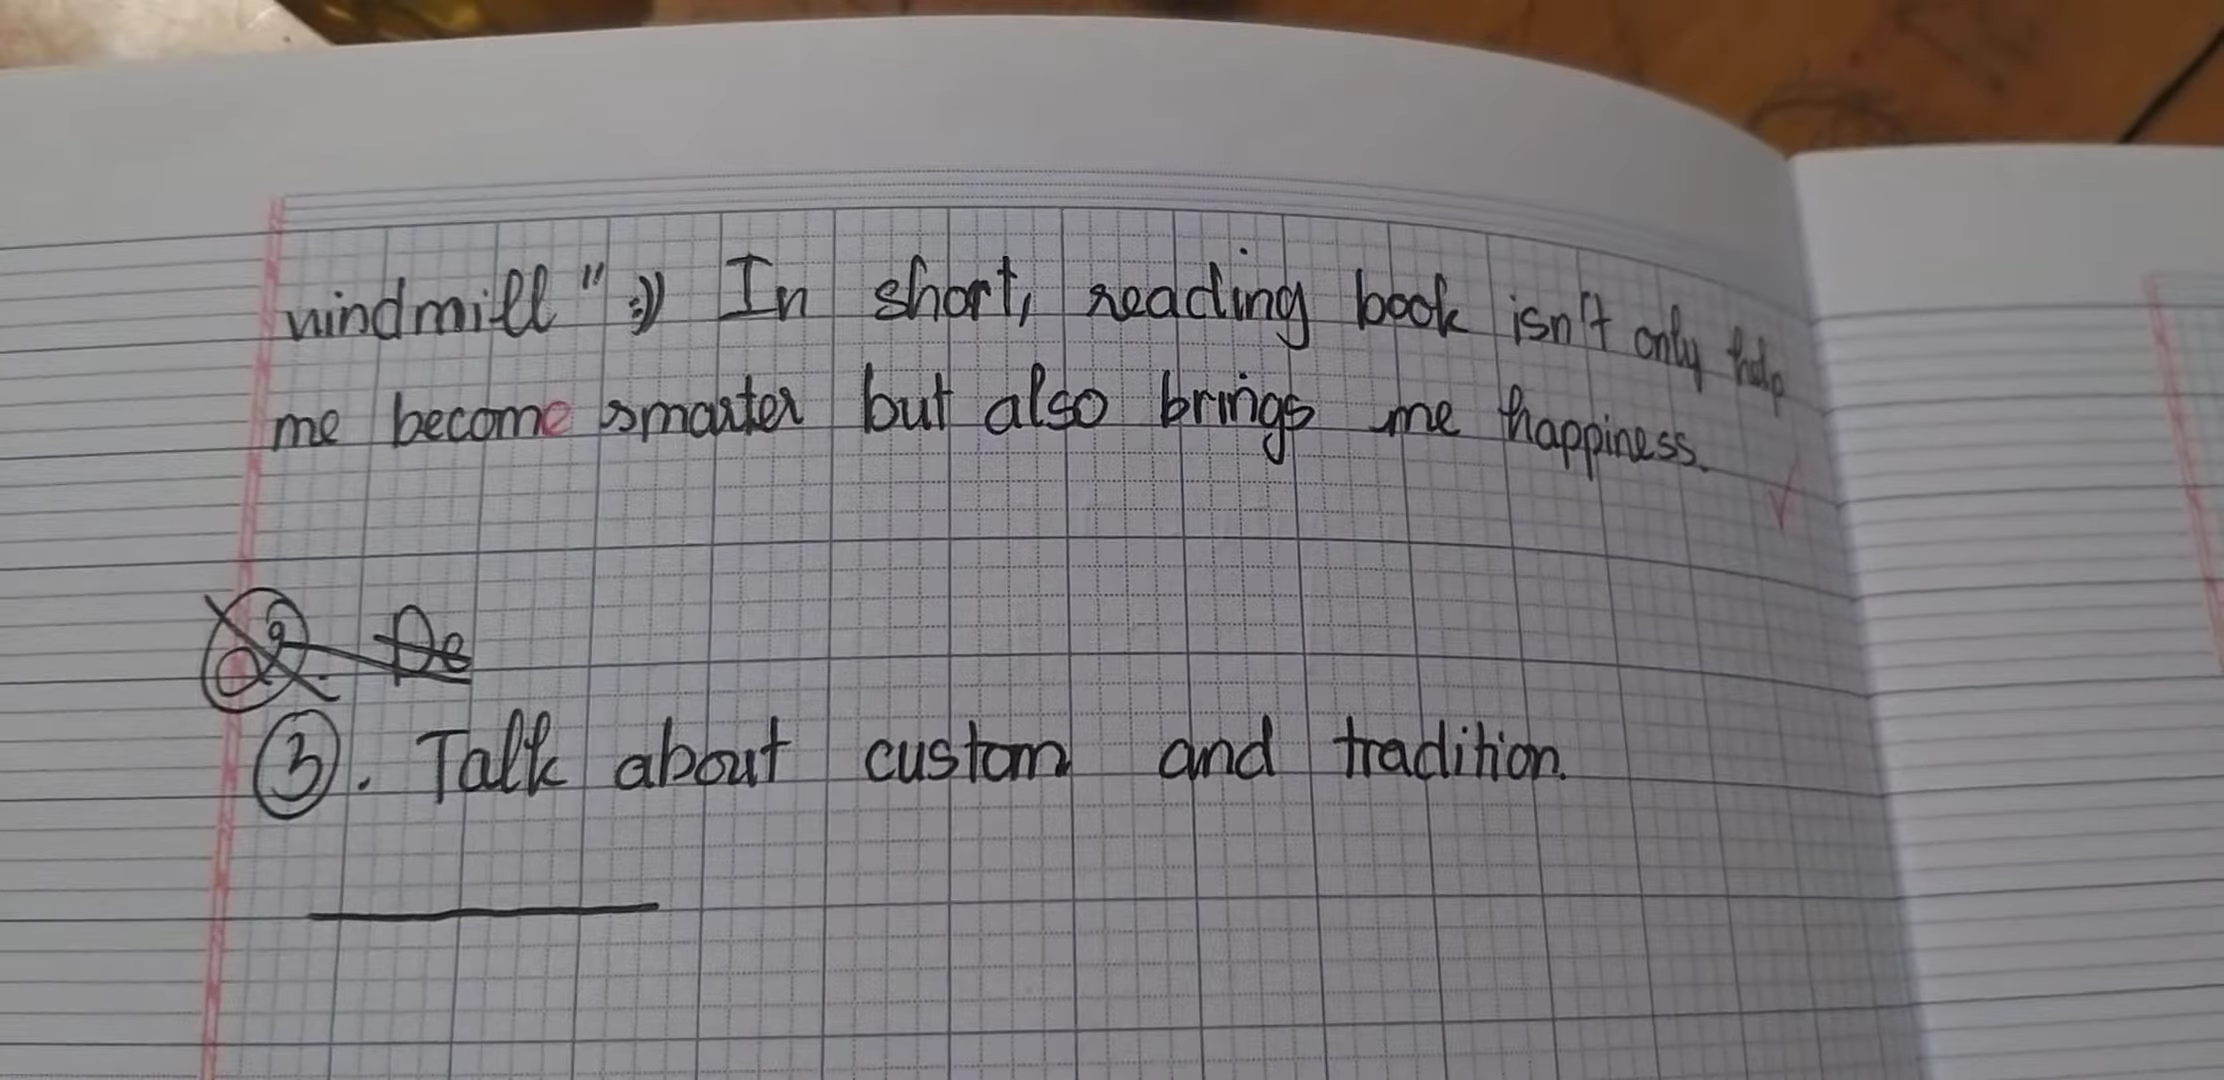 windmill" :)) In short, reading book isn't only help
me become smarter but also brings me happiness.
2. De
3. Talk about custom and tradition.